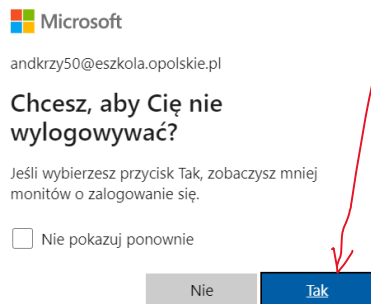 Microsoft
andkrzy50@eszkola.opolskie.pl
Chcesz, aby Cię nie
wylogowywać?
Jeśli wybierzesz przycisk Tak, zobaczysz mniej
monitów o zalogowanie się.
Nie pokazuj ponownie
Nie Tak